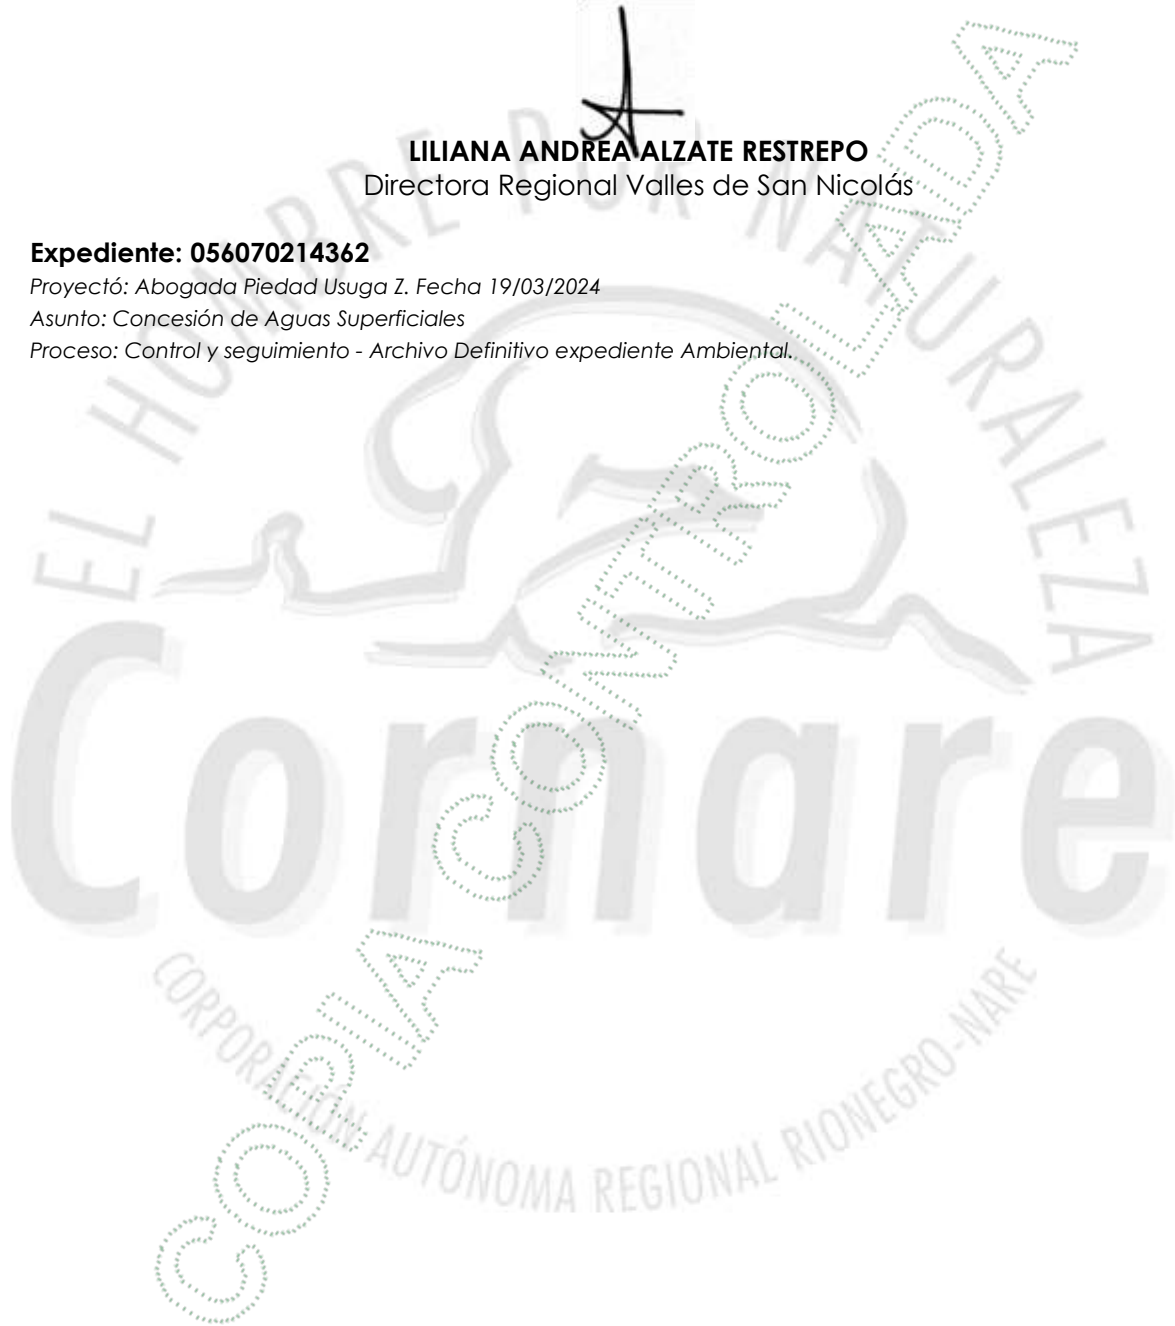 LILIANA ANDREA ALZATE RESTREPO
Directora Regional Valles de San Nicolás
Expediente: 056070214362
Proyectó: Abogada Piedad Usuga Z. Fecha 19/03/2024
Asunto: Concesión de Aguas Superficiales
Proceso: Control y seguimiento - Archivo Definitivo expediente Ambiental.
EL HOMBRE POR NATURALEZA
Cornare
CORPORACIÓN AUTÓNOMA REGIONAL RIONEGRO-NARE
COPIA CONTROLADA